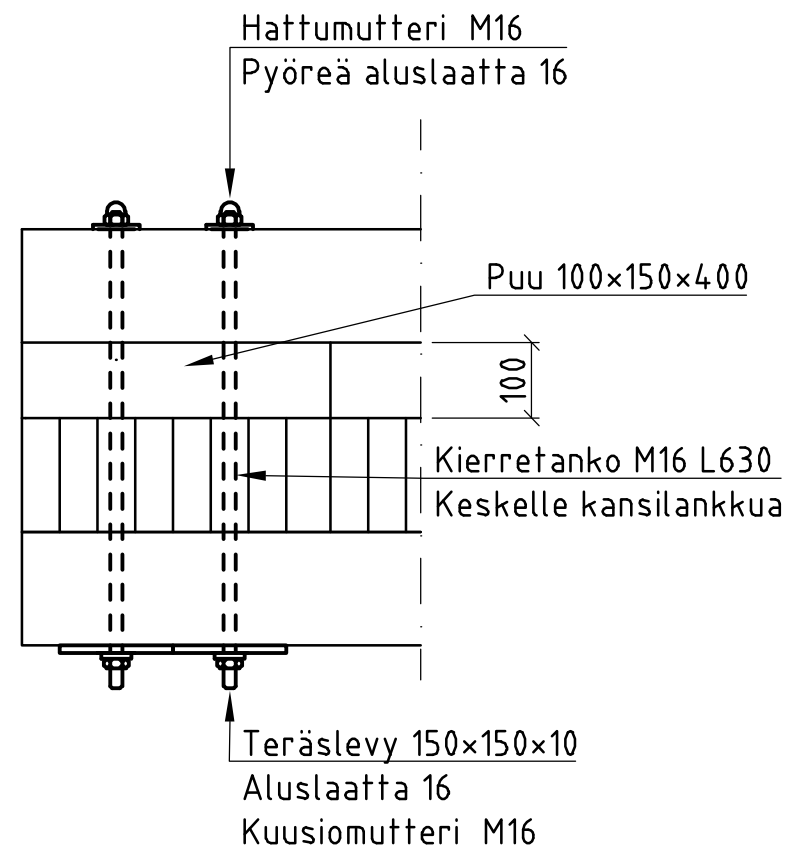 Hattumutteri M16
Pyöreä aluslaatta 16
Puu 100×150×400
100
Kierretanko M16 L630
Keskelle kansilankkua
Teräslevy 150×150×10
Aluslaatta 16
Kuusiomutteri M16